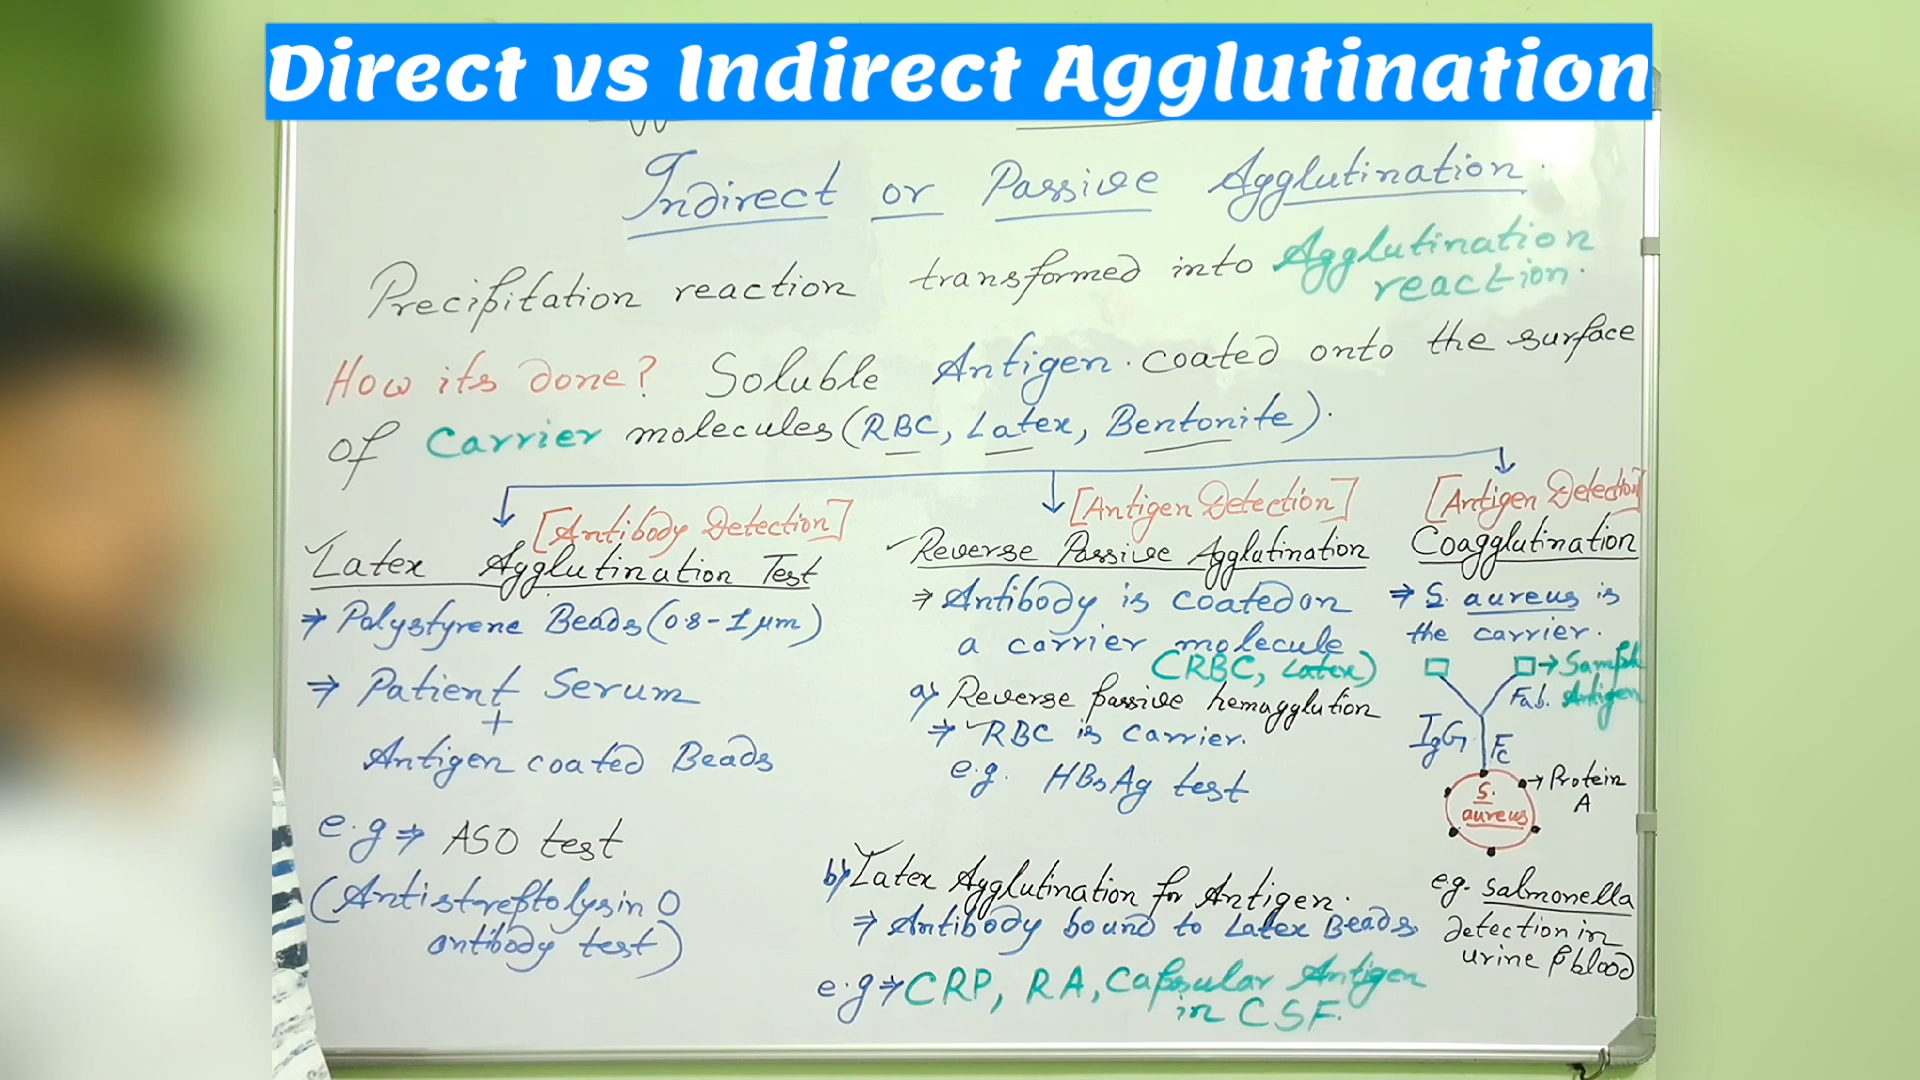 Direct vs Indirect Agglutination
Indirect or Passive Agglutination.
Precipitation reaction transformed into Agglutination
reaction.
How its done? Soluble Antigen. coated onto the surface
of Carrier molecules (RBC, Latex, Bentonite).
[Antibody Detection]
Latex Agglutination Test
⇒ Polystyrene Beads (0.8-1 µm)
⇒ Patient Serum
+
Antigen coated Beads
e.g ⇒ ASO test
(Antistreptolysin O
antibody test)
[Antigen Detection]
Reverse Passive Agglutination
⇒ Antibody is coated on
a carrier molecule
(RBC, Latex)
a) Reverse passive hemagglution
⇒ RBC is carrier.
e.g. HBsAg test
b) Latex Agglutination for Antigen.
⇒ Antibody bound to Latex Beads.
e.g ⇒ CRP, RA, Capsular Antigen
in CSF.
[Antigen Detection]
Coagglutination
⇒ S. aureus is
the carrier.
→ Sample
Antigen
Fab.
IgG
Fc
→ Protein
A
S.
aureus
e.g. Salmonella
detection in
urine & blood